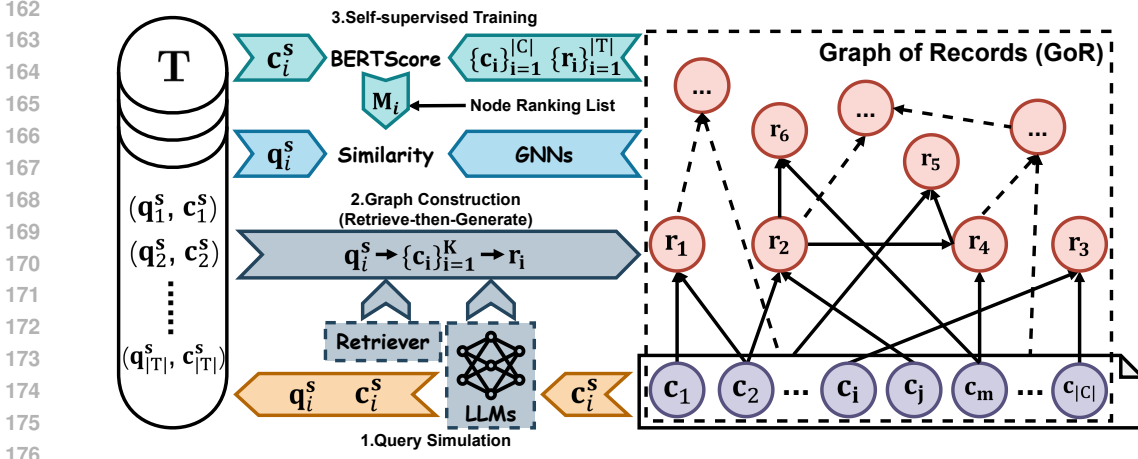 162
163
164
165
166
167
168
169
170
171
172
173
174
175
176
3.Self-supervised Training
T
c_i^s
BERTScore
{c_i}_{i=1}^{|C|} {r_i}_{i=1}^{|T|}
M_i
Node Ranking List
q_i^s
Similarity
GNNs
2.Graph Construction
(Retrieve-then-Generate)
q_i^s → {c_i}_{i=1}^K → r_i
Retriever
LLMs
q_i^s c_i^s
c_i^s
1.Query Simulation
(q_1^s, c_1^s)
(q_2^s, c_2^s)
(q_{|T|}^s, c_{|T|}^s)
Graph of Records (GoR)
...
r_6
...
...
r_5
r_1
r_2
r_4
r_3
c_1 c_2 ... c_i c_j c_m ... c_{|C|}